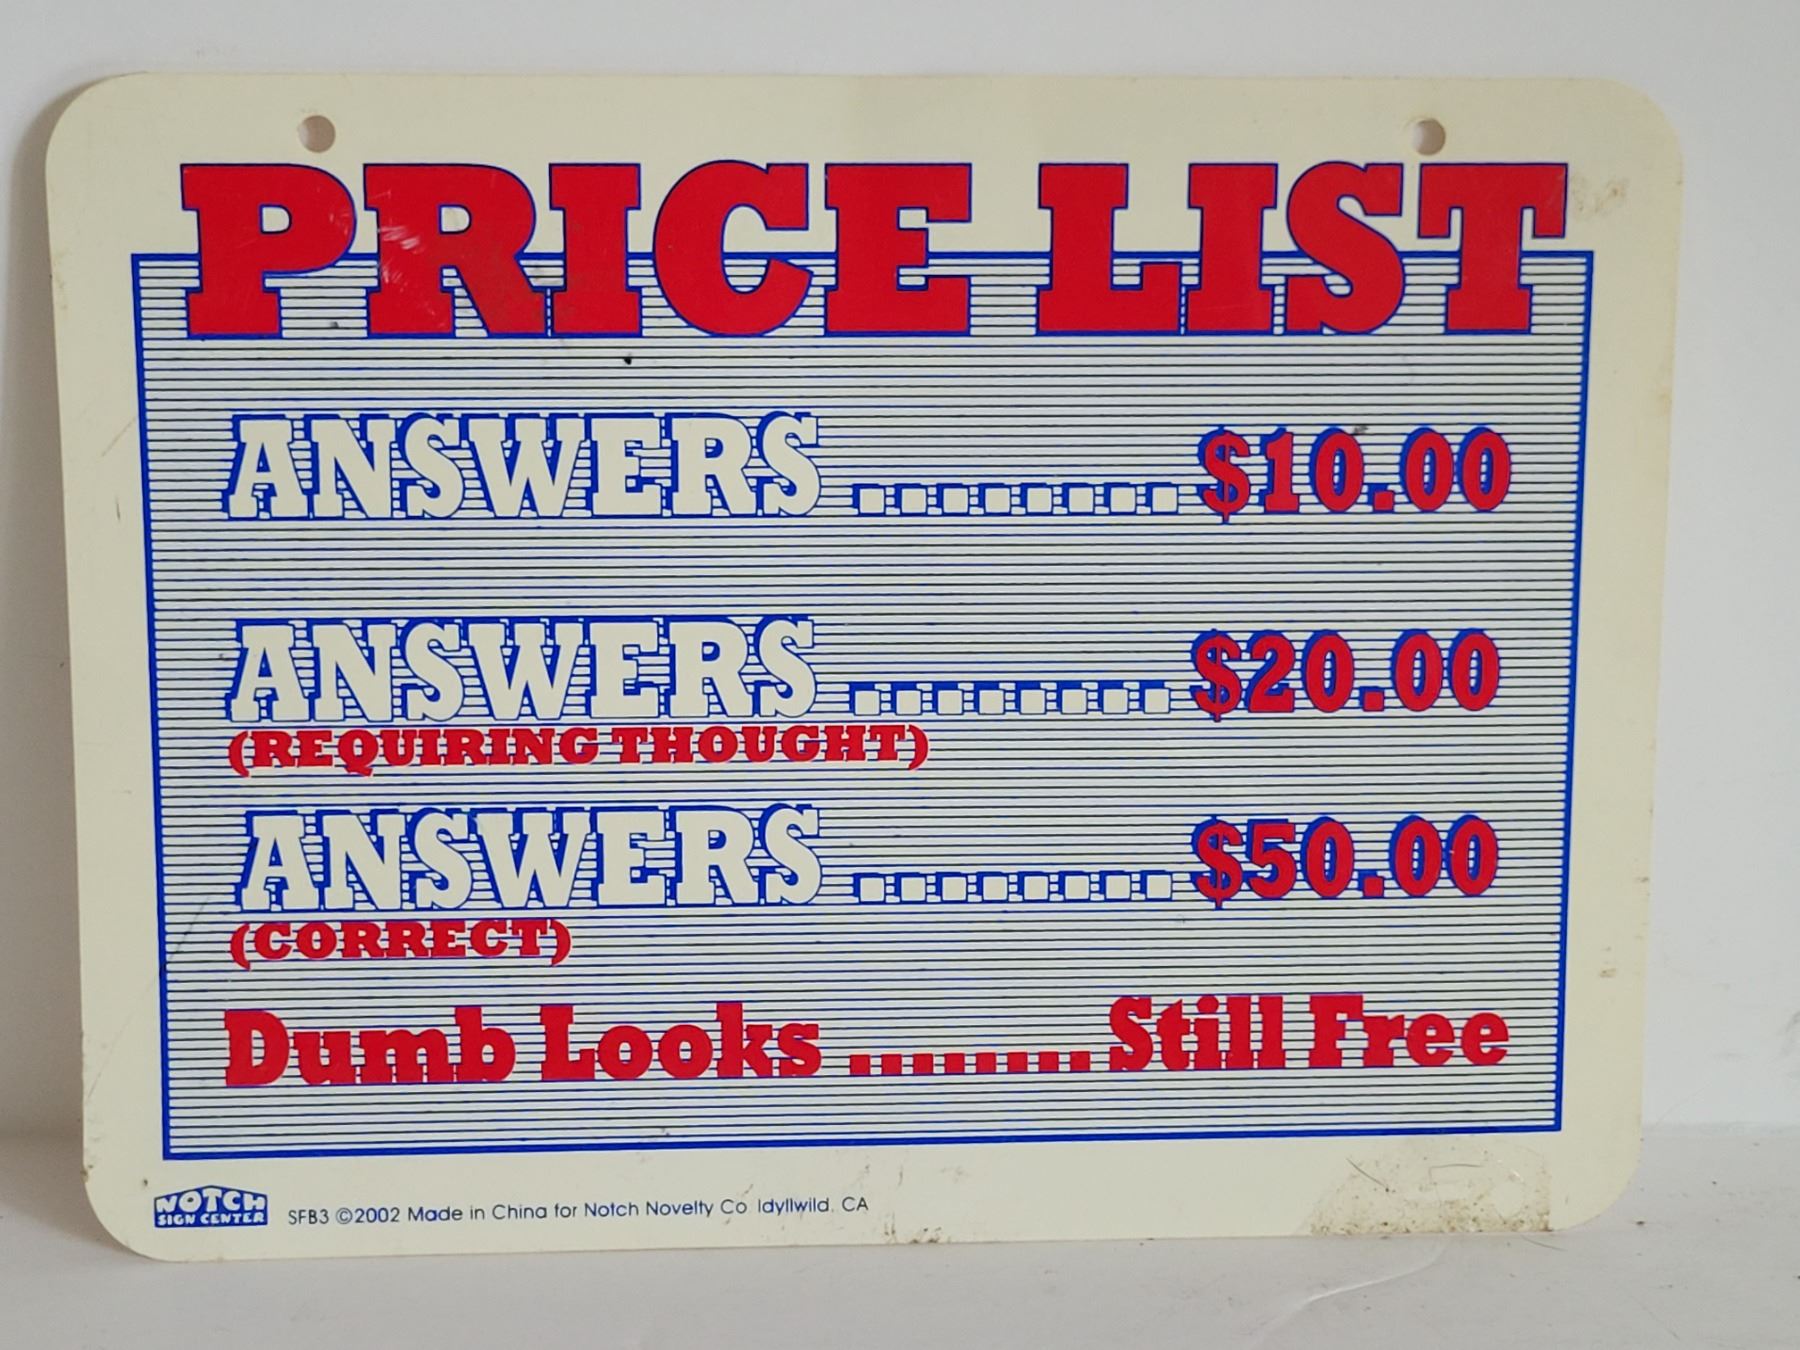 PRICE LIST
ANSWERS ........ $10.00
ANSWERS ........ $20.00
(REQUIRING THOUGHT)
ANSWERS ........ $50.00
(CORRECT)
Dumb Looks ........ Still Free
NOTCH
SIGN CENTER
SFB3 ©2002 Made in China for Notch Novelty Co Idyllwild. CA